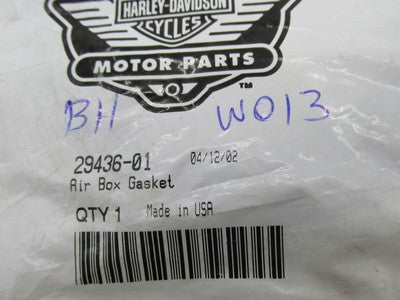 HARLEY-DAVIDSON
CYCLES
MOTOR PARTS
Q
TM
BH W013
29436-01 04/12/02
Air Box Gasket
QTY 1 Made in USA